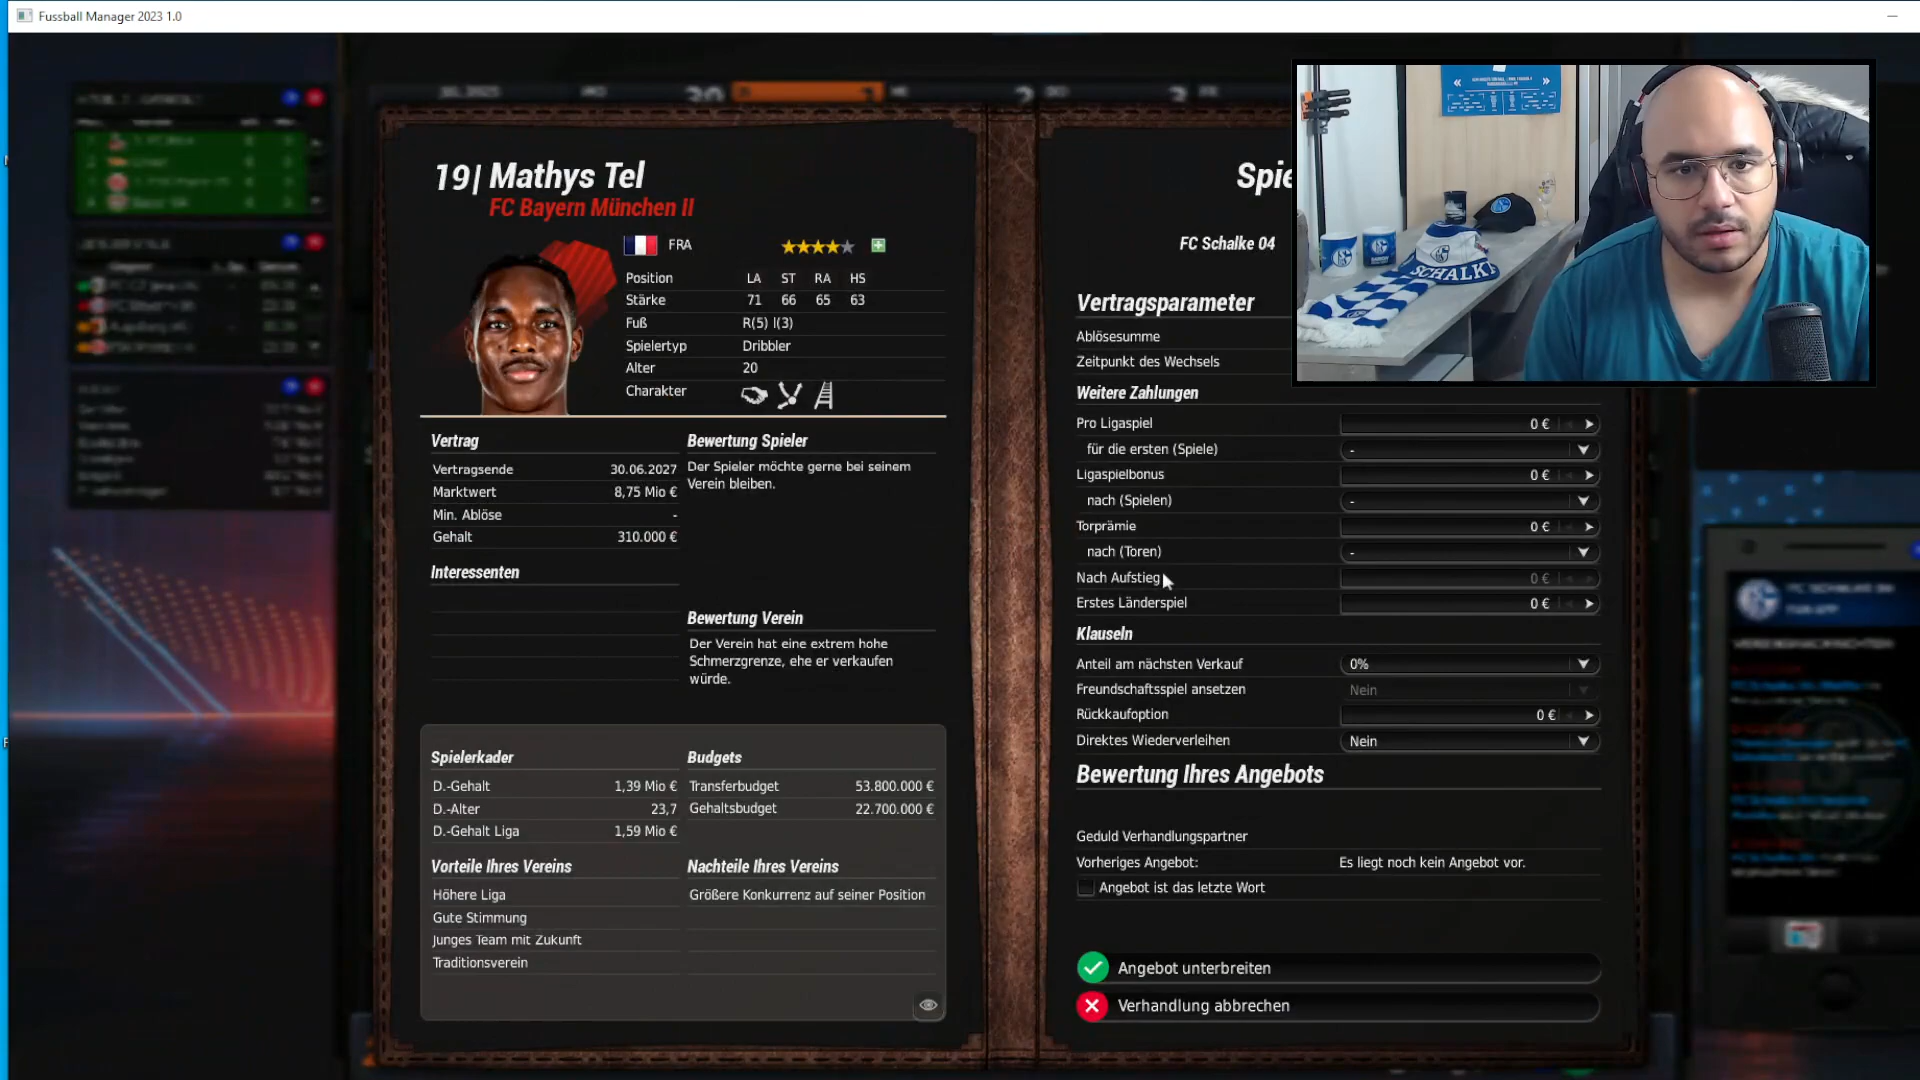 Fussball Manager 2023 1.0
19| Mathys Tel
FC Bayern München II
FRA
Position LA ST RA HS
Stärke 71 66 65 63
Fuß R(5) l(3)
Spielertyp Dribbler
Alter 20
Charakter
Vertrag
Vertragsende 30.06.2027
Marktwert 8,75 Mio €
Min. Ablöse -
Gehalt 310.000 €
Interessenten
Bewertung Spieler
Der Spieler möchte gerne bei seinem
Verein bleiben.
Bewertung Verein
Der Verein hat eine extrem hohe
Schmerzgrenze, ehe er verkaufen
würde.
Spielerkader
D.-Gehalt 1,39 Mio €
D.-Alter 23,7
D.-Gehalt Liga 1,59 Mio €
Budgets
Transferbudget 53.800.000 €
Gehaltsbudget 22.700.000 €
Vorteile Ihres Vereins
Höhere Liga
Gute Stimmung
Junges Team mit Zukunft
Traditionsverein
Nachteile Ihres Vereins
Größere Konkurrenz auf seiner Position
Spie
FC Schalke 04
Vertragsparameter
Ablösesumme
Zeitpunkt des Wechsels
Weitere Zahlungen
Pro Ligaspiel 0 €
für die ersten (Spiele) -
Ligaspielbonus 0 €
nach (Spielen) -
Torprämie 0 €
nach (Toren) -
Nach Aufstieg 0 €
Erstes Länderspiel 0 €
Klauseln
Anteil am nächsten Verkauf 0%
Freundschaftsspiel ansetzen Nein
Rückkaufoption 0 €
Direktes Wiederverleihen Nein
Bewertung Ihres Angebots
Geduld Verhandlungspartner
Vorheriges Angebot: Es liegt noch kein Angebot vor.
Angebot ist das letzte Wort
Angebot unterbreiten
Verhandlung abbrechen
SCHALK